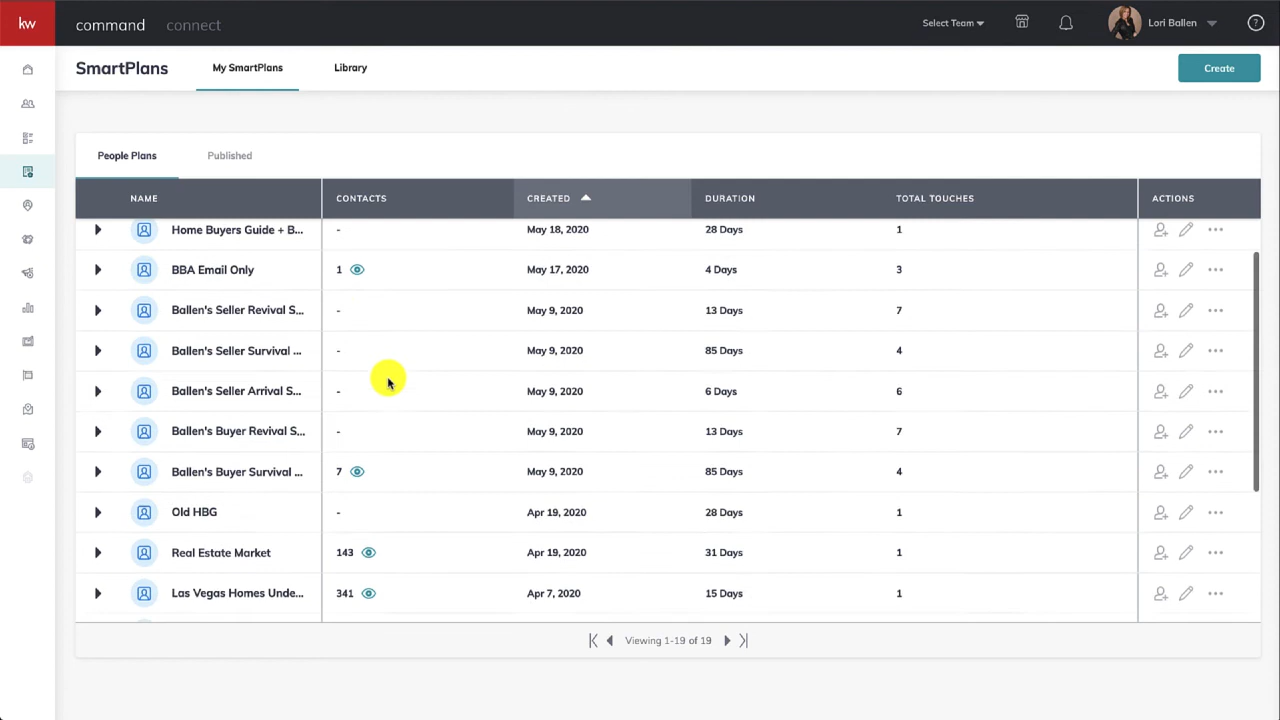 kw command connect Select Team Lori Ballen ?
SmartPlans My SmartPlans Library Create
People Plans Published
NAME CONTACTS CREATED DURATION TOTAL TOUCHES ACTIONS
Home Buyers Guide + B... - May 18, 2020 28 Days 1
BBA Email Only 1 May 17, 2020 4 Days 3
Ballen's Seller Revival S... - May 9, 2020 13 Days 7
Ballen's Seller Survival ... - May 9, 2020 85 Days 4
Ballen's Seller Arrival S... - May 9, 2020 6 Days 6
Ballen's Buyer Revival S... - May 9, 2020 13 Days 7
Ballen's Buyer Survival ... 7 May 9, 2020 85 Days 4
Old HBG - Apr 19, 2020 28 Days 1
Real Estate Market 143 Apr 19, 2020 31 Days 1
Las Vegas Homes Unde... 341 Apr 7, 2020 15 Days 1
Viewing 1-19 of 19